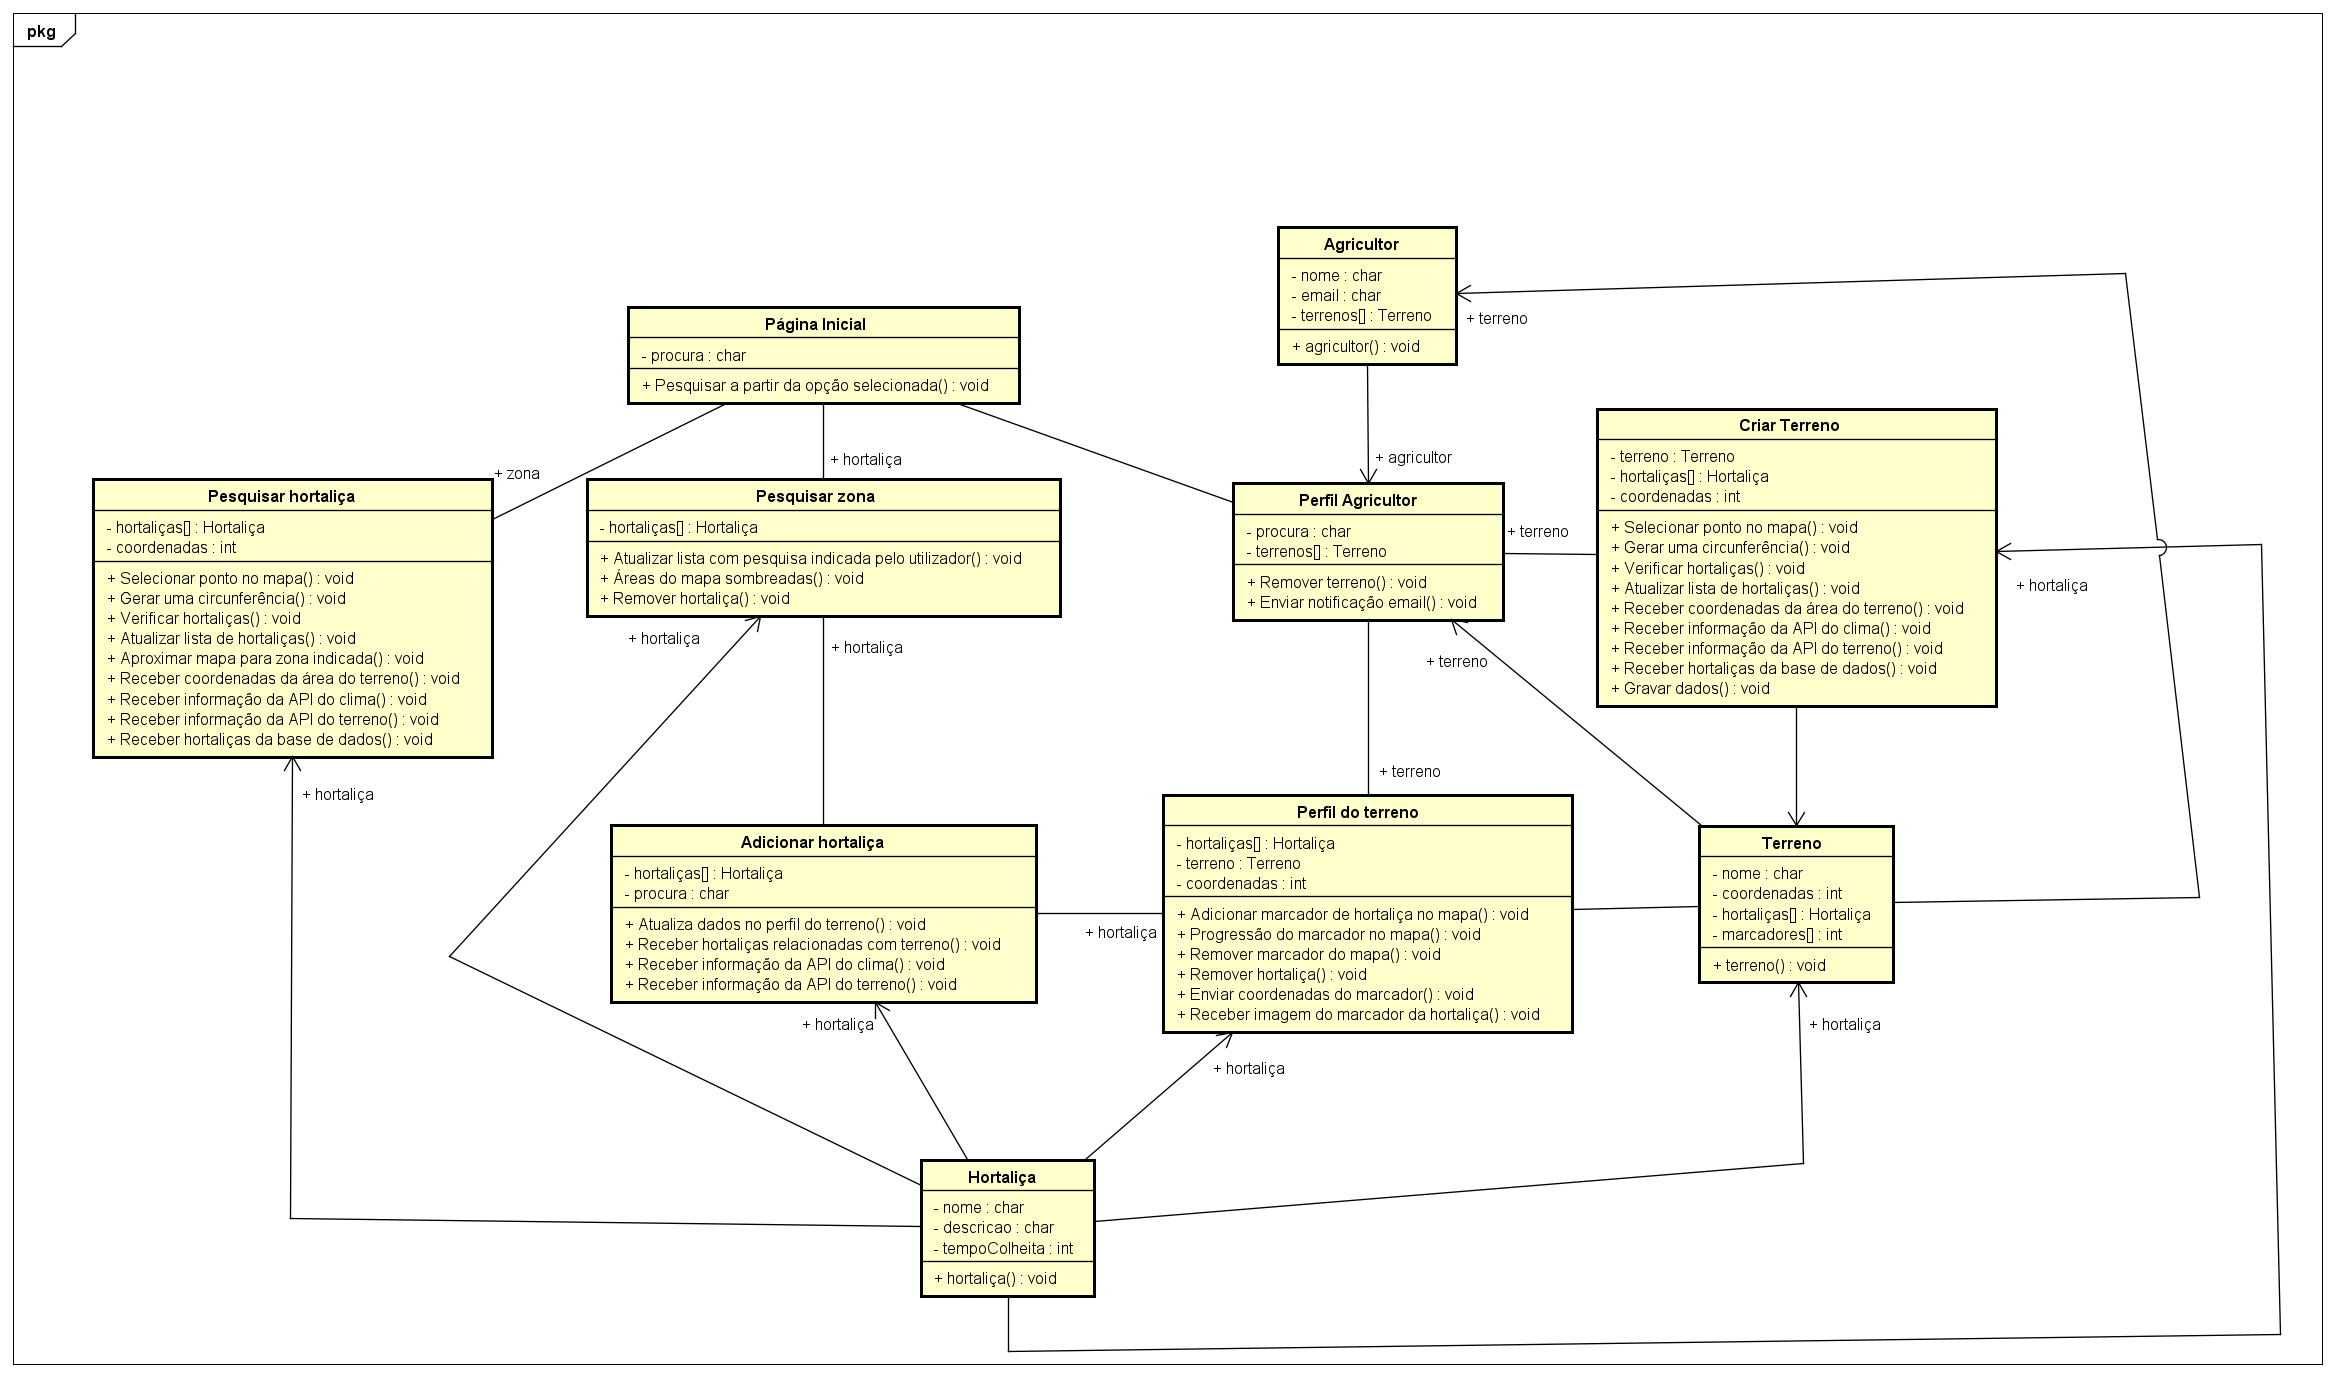 pkg
Agricultor
- nome : char
- email : char
- terrenos[] : Terreno
+ agricultor() : void
+ terreno
Página Inicial
- procura : char
+ Pesquisar a partir da opção selecionada() : void
+ zona
+ hortaliça
+ agricultor
Criar Terreno
- terreno : Terreno
- hortaliças[] : Hortaliça
- coordenadas : int
+ Selecionar ponto no mapa() : void
+ Gerar uma circunferência() : void
+ Verificar hortaliças() : void
+ Atualizar lista de hortaliças() : void
+ Receber coordenadas da área do terreno() : void
+ Receber informação da API do clima() : void
+ Receber informação da API do terreno() : void
+ Receber hortaliças da base de dados() : void
+ Gravar dados() : void
+ hortaliça
Pesquisar hortaliça
- hortaliças[] : Hortaliça
- coordenadas : int
+ Selecionar ponto no mapa() : void
+ Gerar uma circunferência() : void
+ Verificar hortaliças() : void
+ Atualizar lista de hortaliças() : void
+ Aproximar mapa para zona indicada() : void
+ Receber coordenadas da área do terreno() : void
+ Receber informação da API do clima() : void
+ Receber informação da API do terreno() : void
+ Receber hortaliças da base de dados() : void
+ hortaliça
Pesquisar zona
- hortaliças[] : Hortaliça
+ Atualizar lista com pesquisa indicada pelo utilizador() : void
+ Áreas do mapa sombreadas() : void
+ Remover hortaliça() : void
+ hortaliça
+ hortaliça
Perfil Agricultor
- procura : char
- terrenos[] : Terreno
+ Remover terreno() : void
+ Enviar notificação email() : void
+ terreno
+ terreno
+ terreno
Adicionar hortaliça
- hortaliças[] : Hortaliça
- procura : char
+ Atualiza dados no perfil do terreno() : void
+ Receber hortaliças relacionadas com terreno() : void
+ Receber informação da API do clima() : void
+ Receber informação da API do terreno() : void
+ hortaliça
+ hortaliça
Perfil do terreno
- hortaliças[] : Hortaliça
- terreno : Terreno
- coordenadas : int
+ Adicionar marcador de hortaliça no mapa() : void
+ Progressão do marcador no mapa() : void
+ Remover marcador do mapa() : void
+ Remover hortaliça() : void
+ Enviar coordenadas do marcador() : void
+ Receber imagem do marcador da hortaliça() : void
+ hortaliça
Terreno
- nome : char
- coordenadas : int
- hortaliças[] : Hortaliça
- marcadores[] : int
+ terreno() : void
+ hortaliça
Hortaliça
- nome : char
- descricao : char
- tempoColheita : int
+ hortaliça() : void